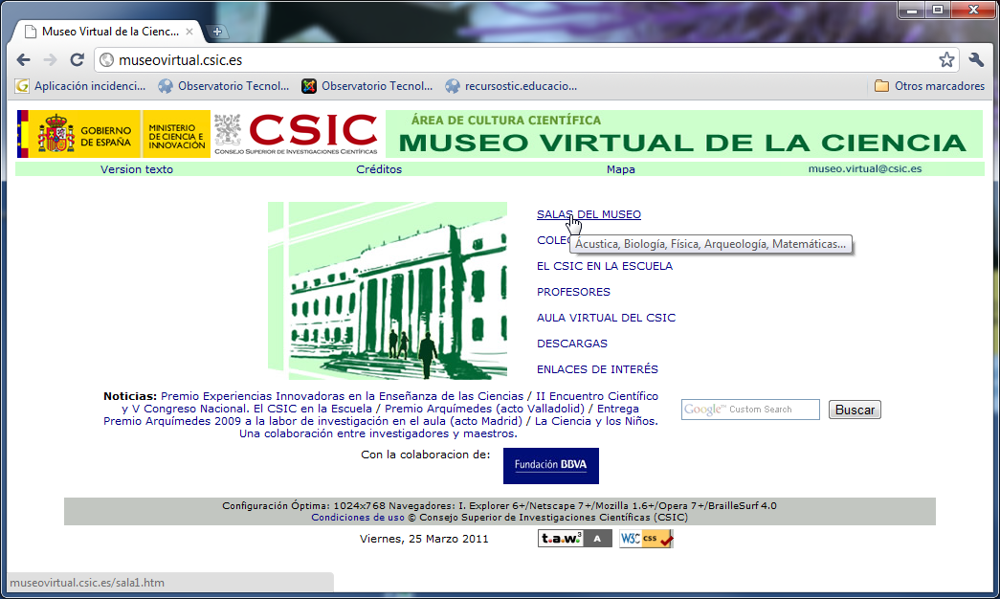 Museo Virtual de la Cienc...
museovirtual.csic.es
Aplicación incidenci... Observatorio Tecnol... Observatorio Tecnol... recursostic.educacio... Otros marcadores
GOBIERNO DE ESPAÑA
MINISTERIO DE CIENCIA E INNOVACIÓN
CSIC
CONSEJO SUPERIOR DE INVESTIGACIONES CIENTÍFICAS
ÁREA DE CULTURA CIENTÍFICA
MUSEO VIRTUAL DE LA CIENCIA
Version texto Créditos Mapa museo.virtual@csic.es
SALAS DEL MUSEO
COLE
Acustica, Biología, Física, Arqueología, Matemáticas...
EL CSIC EN LA ESCUELA
PROFESORES
AULA VIRTUAL DEL CSIC
DESCARGAS
ENLACES DE INTERÉS
Noticias: Premio Experiencias Innovadoras en la Enseñanza de las Ciencias / II Encuentro Científico
y V Congreso Nacional. El CSIC en la Escuela / Premio Arquímedes (acto Valladolid) / Entrega
Premio Arquímedes 2009 a la labor de investigación en el aula (acto Madrid) / La Ciencia y los Niños.
Una colaboración entre investigadores y maestros.
Google™ Custom Search Buscar
Con la colaboracion de: Fundación BBVA
Configuración Óptima: 1024x768 Navegadores: I. Explorer 6+/Netscape 7+/Mozilla 1.6+/Opera 7+/BrailleSurf 4.0
Condiciones de uso © Consejo Superior de Investigaciones Científicas (CSIC)
Viernes, 25 Marzo 2011 t.a.w.3 A W3C css
museovirtual.csic.es/sala1.htm